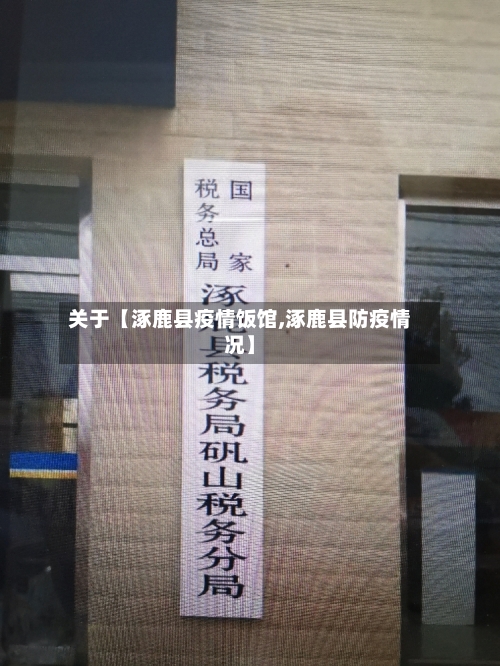 国家
税务总局
涿鹿县税务局矾山税务分局
关于【涿鹿县疫情饭馆,涿鹿县防疫情
况】